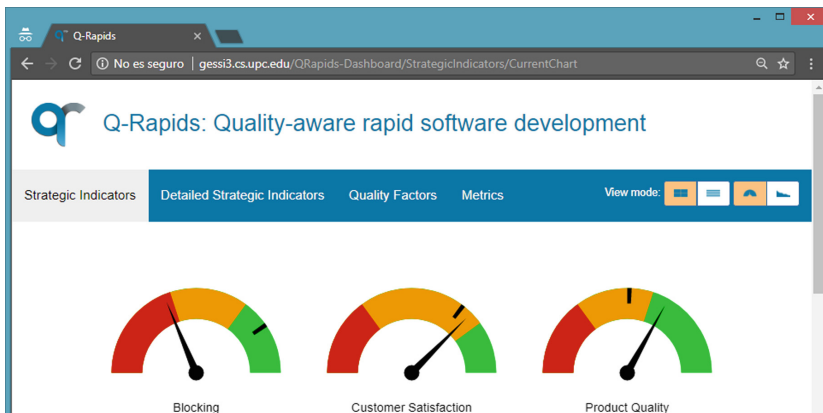 Q-Rapids
No es seguro | gessi3.cs.upc.edu/QRapids-Dashboard/StrategicIndicators/CurrentChart
qr
Q-Rapids: Quality-aware rapid software development
Strategic Indicators Detailed Strategic Indicators Quality Factors Metrics View mode:
Blocking Customer Satisfaction Product Quality